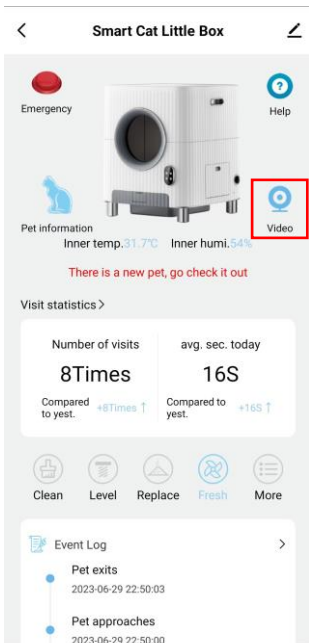 Smart Cat Little Box
Emergency
?
Help
Pet information
Video
Inner temp.31.7℃ Inner humi.54%
There is a new pet, go check it out
Visit statistics >
Number of visits
8Times
Compared to yest. +8Times ↑
avg. sec. today
16S
Compared to yest. +16S ↑
Clean Level Replace Fresh More
Event Log >
Pet exits
2023-06-29 22:50:03
Pet approaches
2023-06-29 22:50:00